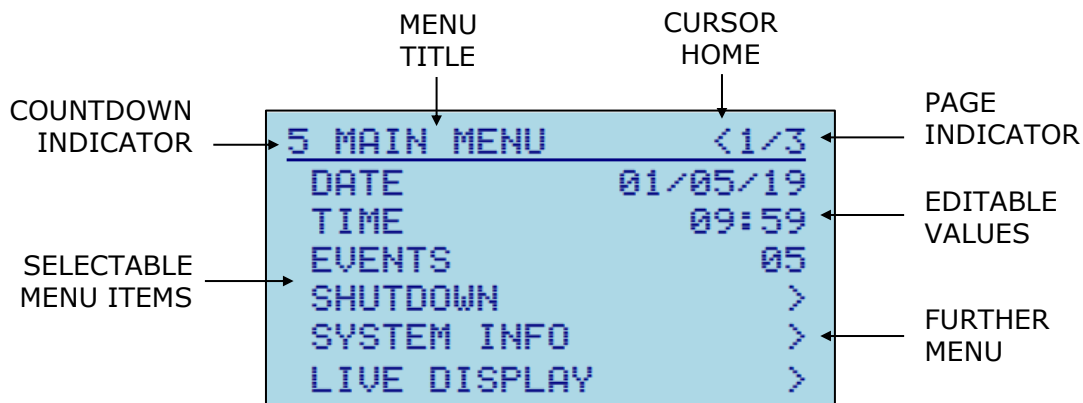 MENU
TITLE
CURSOR
HOME
COUNTDOWN
INDICATOR
PAGE
INDICATOR
5 MAIN MENU <1/3
DATE 01/05/19
TIME 09:59
EVENTS 05
SHUTDOWN >
SYSTEM INFO >
LIVE DISPLAY >
EDITABLE
VALUES
SELECTABLE
MENU ITEMS
FURTHER
MENU